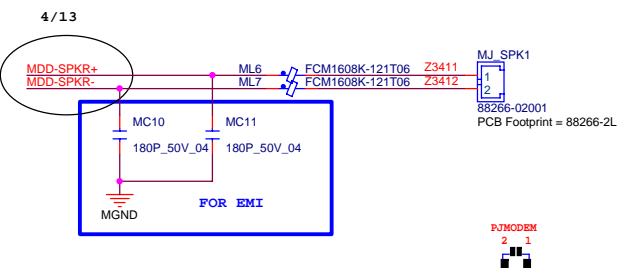 4/13
MJ_SPK1
MDD-SPKR+ ML6 FCM1608K-121T06 Z3411 1
MDD-SPKR- ML7 FCM1608K-121T06 Z3412 2
88266-02001
PCB Footprint = 88266-2L
MC10 MC11
180P_50V_04 180P_50V_04
FOR EMI
MGND
PJMODEM
2 1